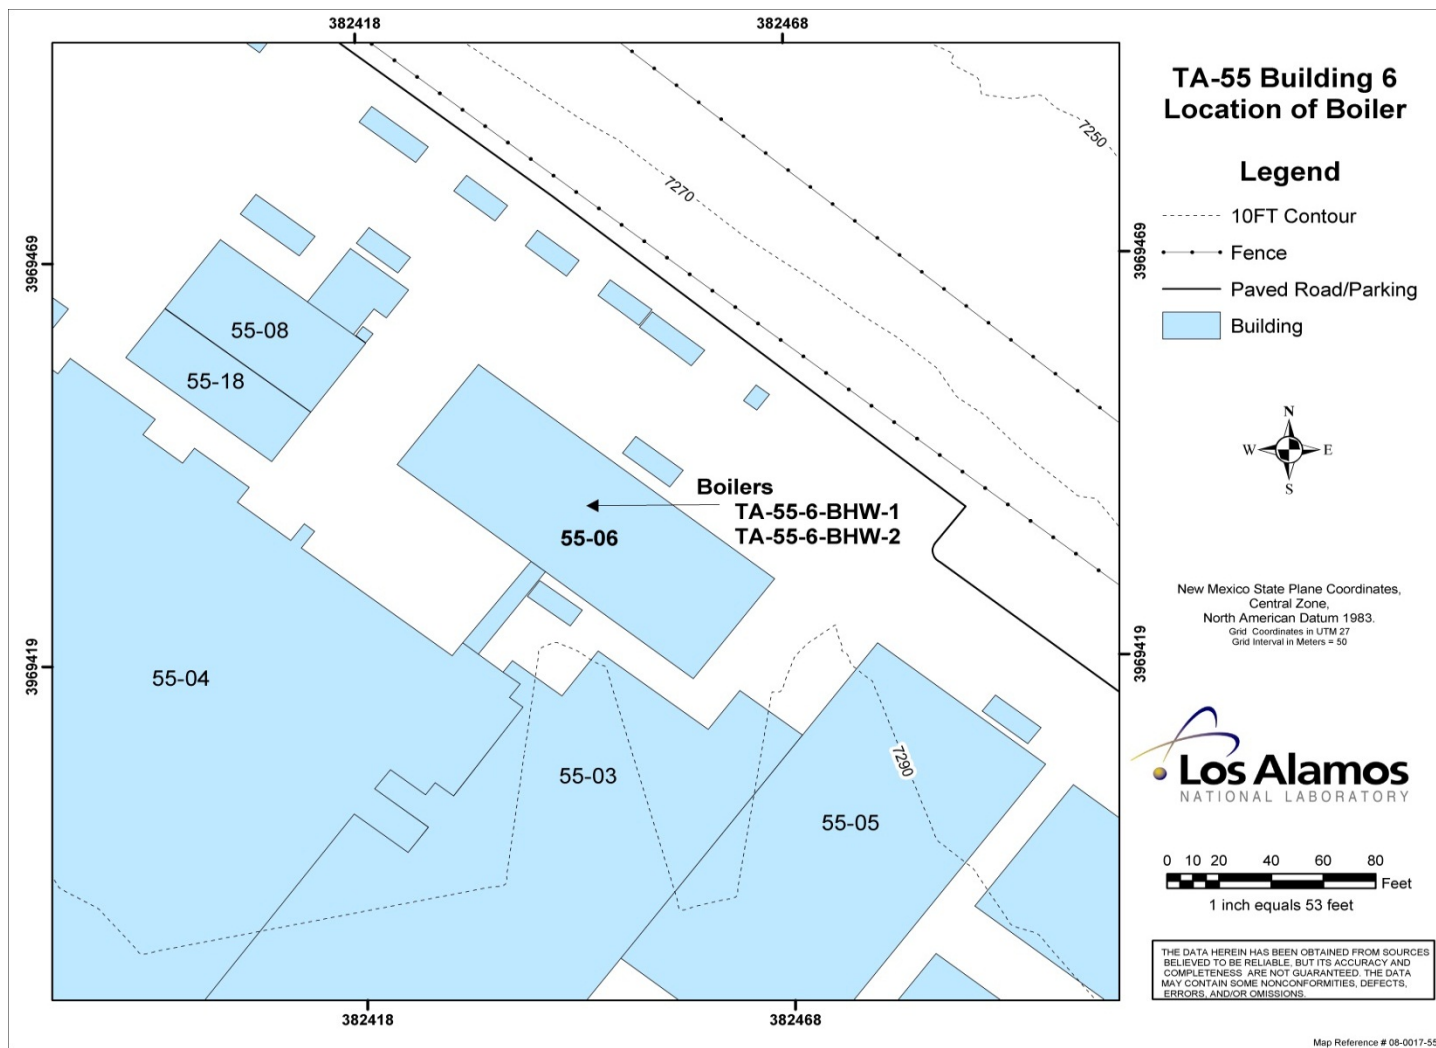 382418
382468
TA-55 Building 6
Location of Boiler
Legend
10FT Contour
Fence
Paved Road/Parking
Building
7250
7270
3969469
3969469
55-08
55-18
N
W
E
S
Boilers
TA-55-6-BHW-1
TA-55-6-BHW-2
55-06
New Mexico State Plane Coordinates,
Central Zone,
North American Datum 1983.
Grid Coordinates in UTM 27
Grid Interval in Meters = 50
3969419
3969419
55-04
55-03
7290
55-05
Los Alamos
NATIONAL LABORATORY
0 10 20 40 60 80
Feet
1 inch equals 53 feet
THE DATA HEREIN HAS BEEN OBTAINED FROM SOURCES
BELIEVED TO BE RELIABLE, BUT ITS ACCURACY AND
COMPLETENESS ARE NOT GUARANTEED. THE DATA
MAY CONTAIN SOME NONCONFORMITIES, DEFECTS,
ERRORS, AND/OR OMISSIONS.
382418
382468
Map Reference # 08-0017-55